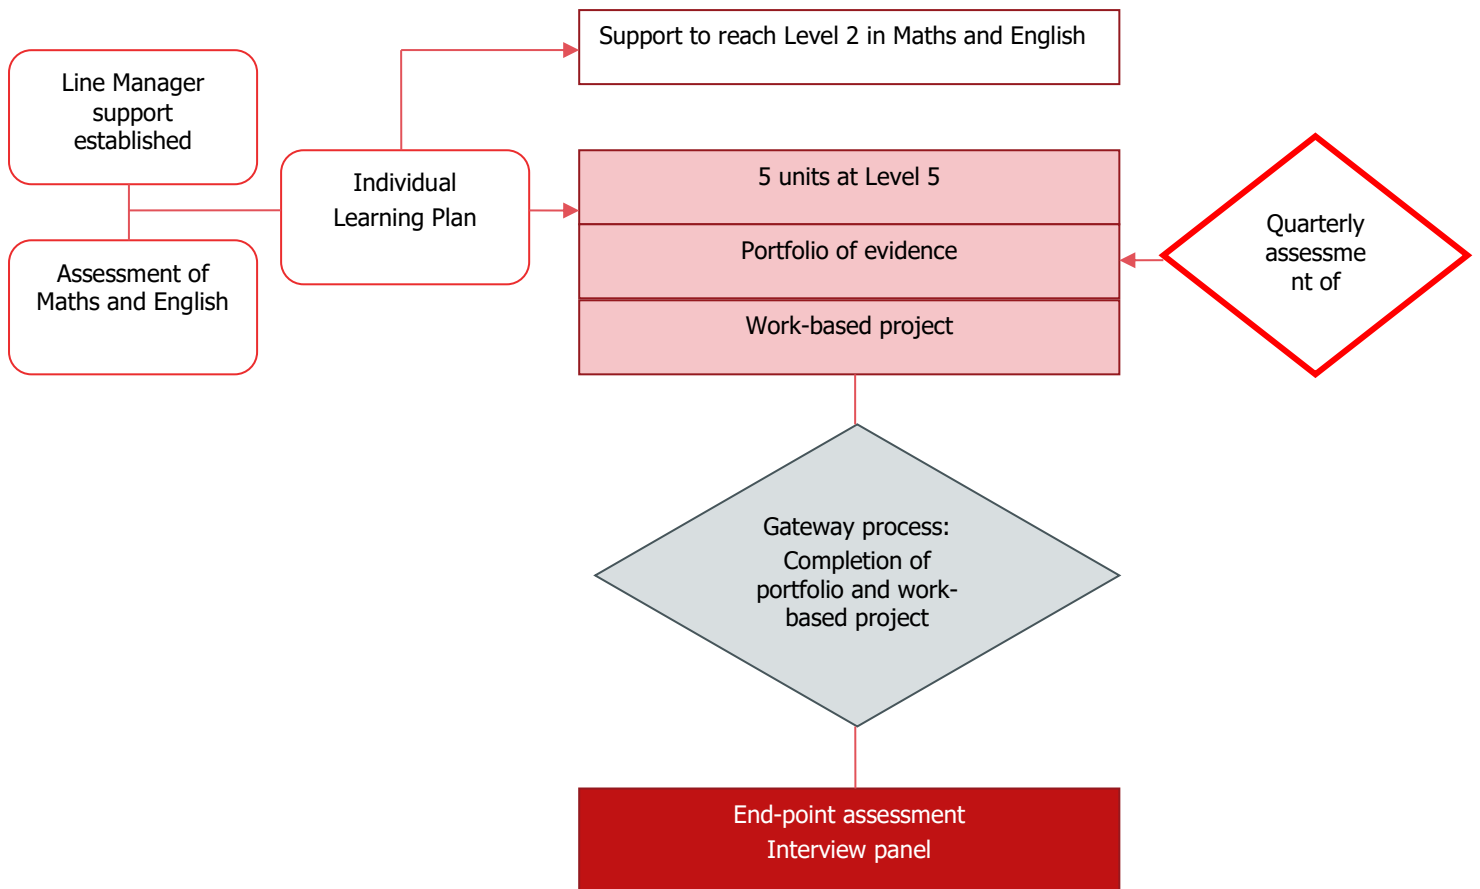 Support to reach Level 2 in Maths and English
Line Manager
support
established
Individual
Learning Plan
Assessment of
Maths and English
5 units at Level 5
Portfolio of evidence
Work-based project
Quarterly
assessme
nt of
Gateway process:
Completion of
portfolio and work-
based project
End-point assessment
Interview panel